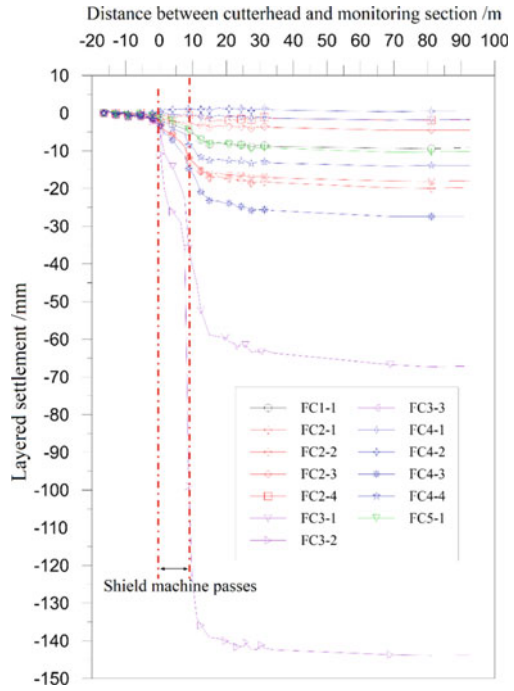 Distance between cutterhead and monitoring section /m
-20 -10 0 10 20 30 40 50 60 70 80 90 100
10
0
-10
-20
-30
-40
-50
-60
-70
-80
-90
-100
-110
-120
-130
-140
-150
Layered settlement /mm
FC1-1 FC3-3
FC2-1 FC4-1
FC2-2 FC4-2
FC2-3 FC4-3
FC2-4 FC4-4
FC3-1 FC5-1
FC3-2
Shield machine passes